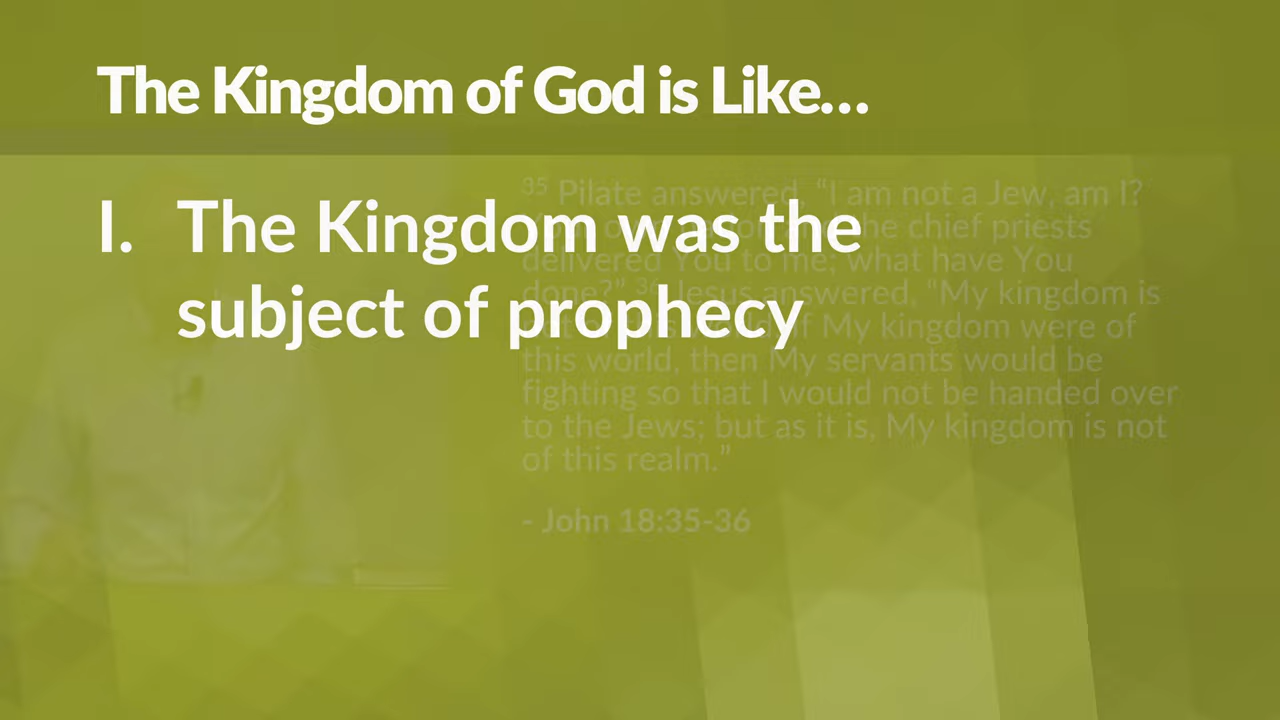 The Kingdom of God is Like...
I. The Kingdom was the
subject of prophecy
35 Pilate answered, “I am not a Jew, am I?
the chief priests
delivered You to me; what have You
done?” 36 Jesus answered, “My kingdom is
of My kingdom were of
this world, then My servants would be
fighting so that I would not be handed over
to the Jews; but as it is, My kingdom is not
of this realm.”
- John 18:35-36